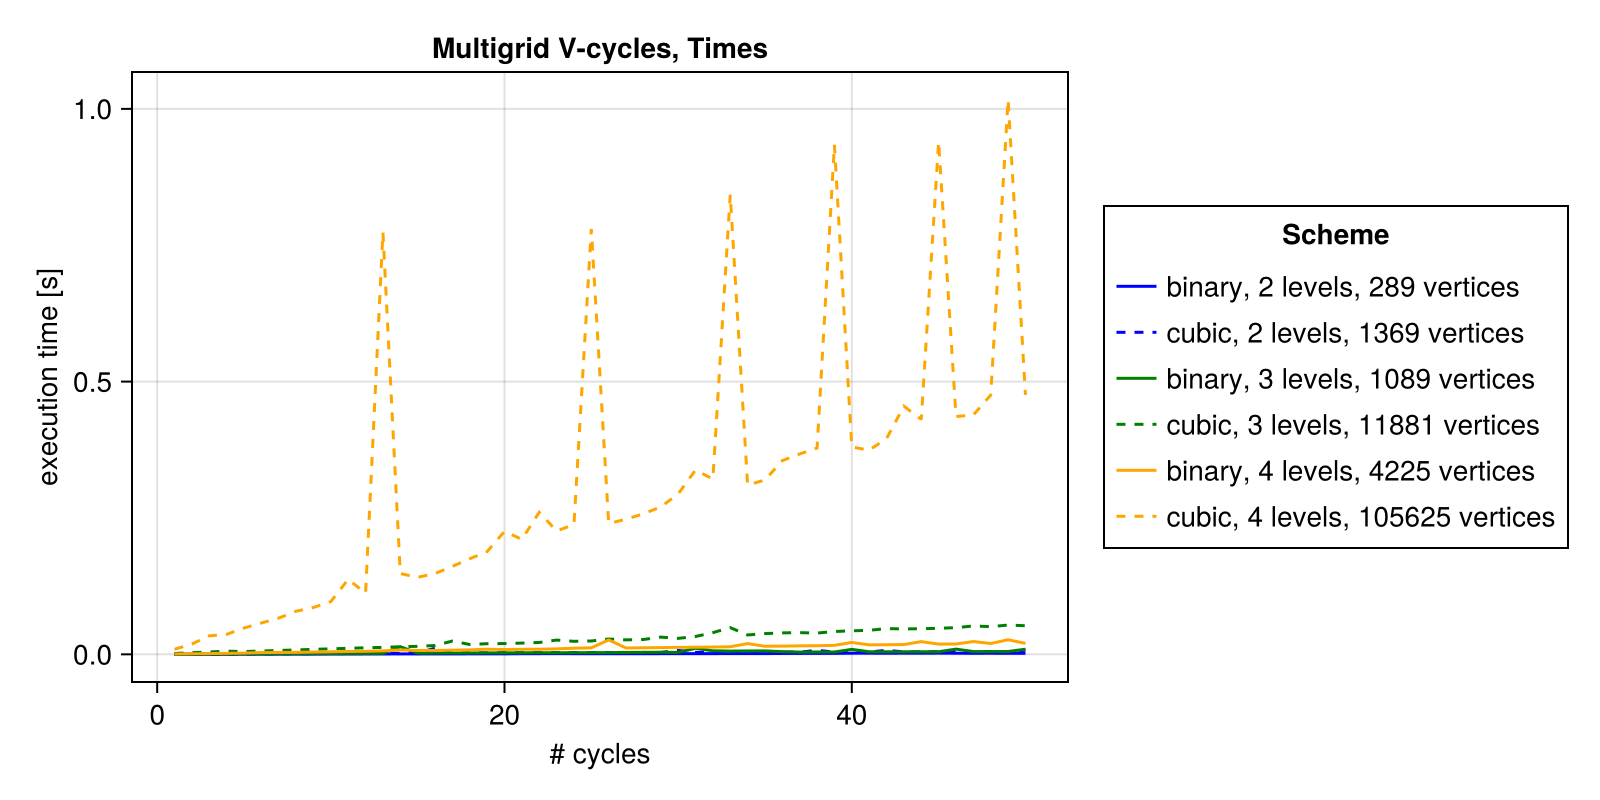 Multigrid V-cycles, Times
execution time [s]
1.0
0.5
0.0
0
20
40
# cycles
Scheme
binary, 2 levels, 289 vertices
cubic, 2 levels, 1369 vertices
binary, 3 levels, 1089 vertices
cubic, 3 levels, 11881 vertices
binary, 4 levels, 4225 vertices
cubic, 4 levels, 105625 vertices